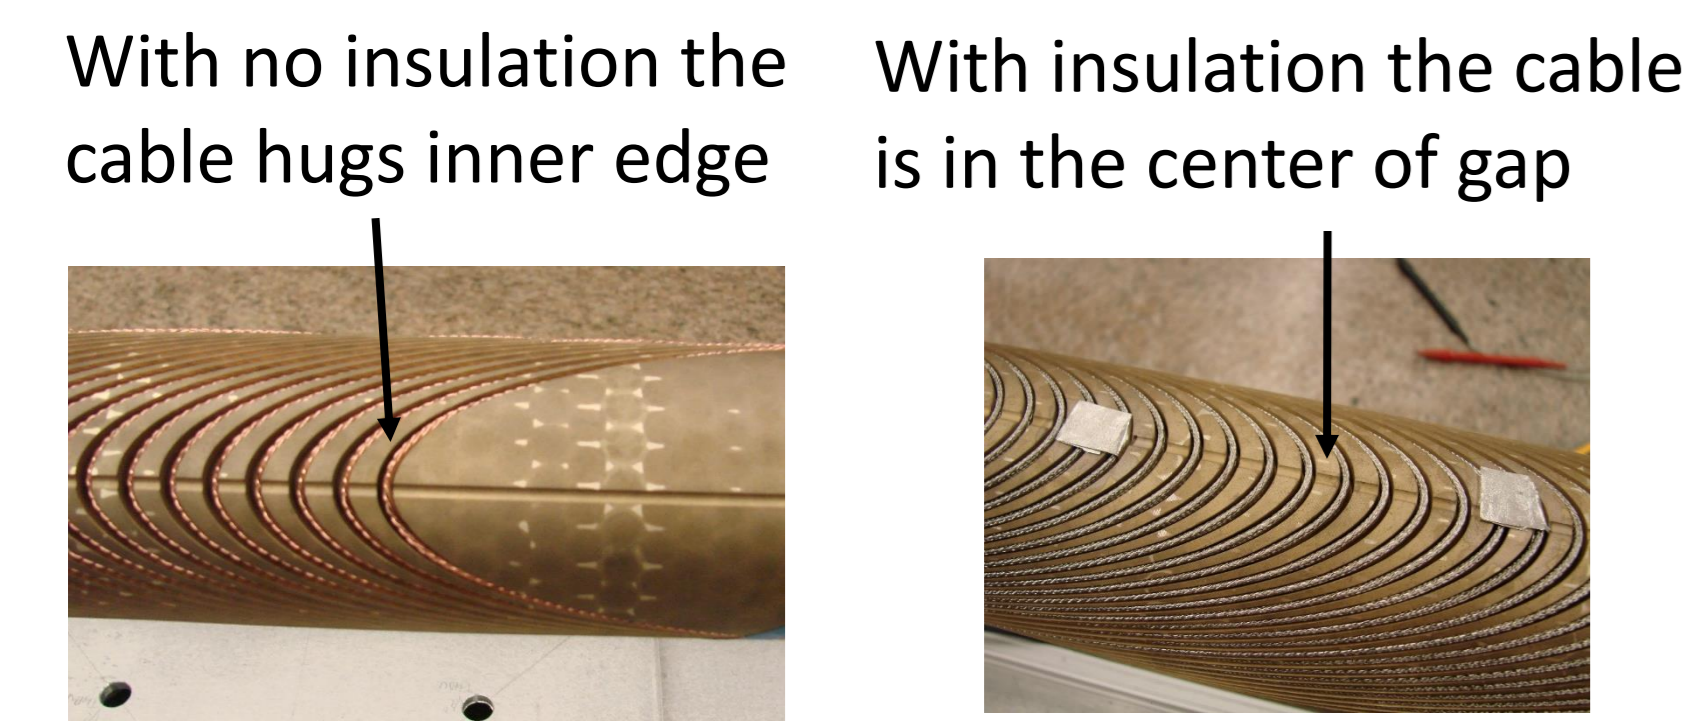 With no insulation the
cable hugs inner edge
With insulation the cable
is in the center of gap